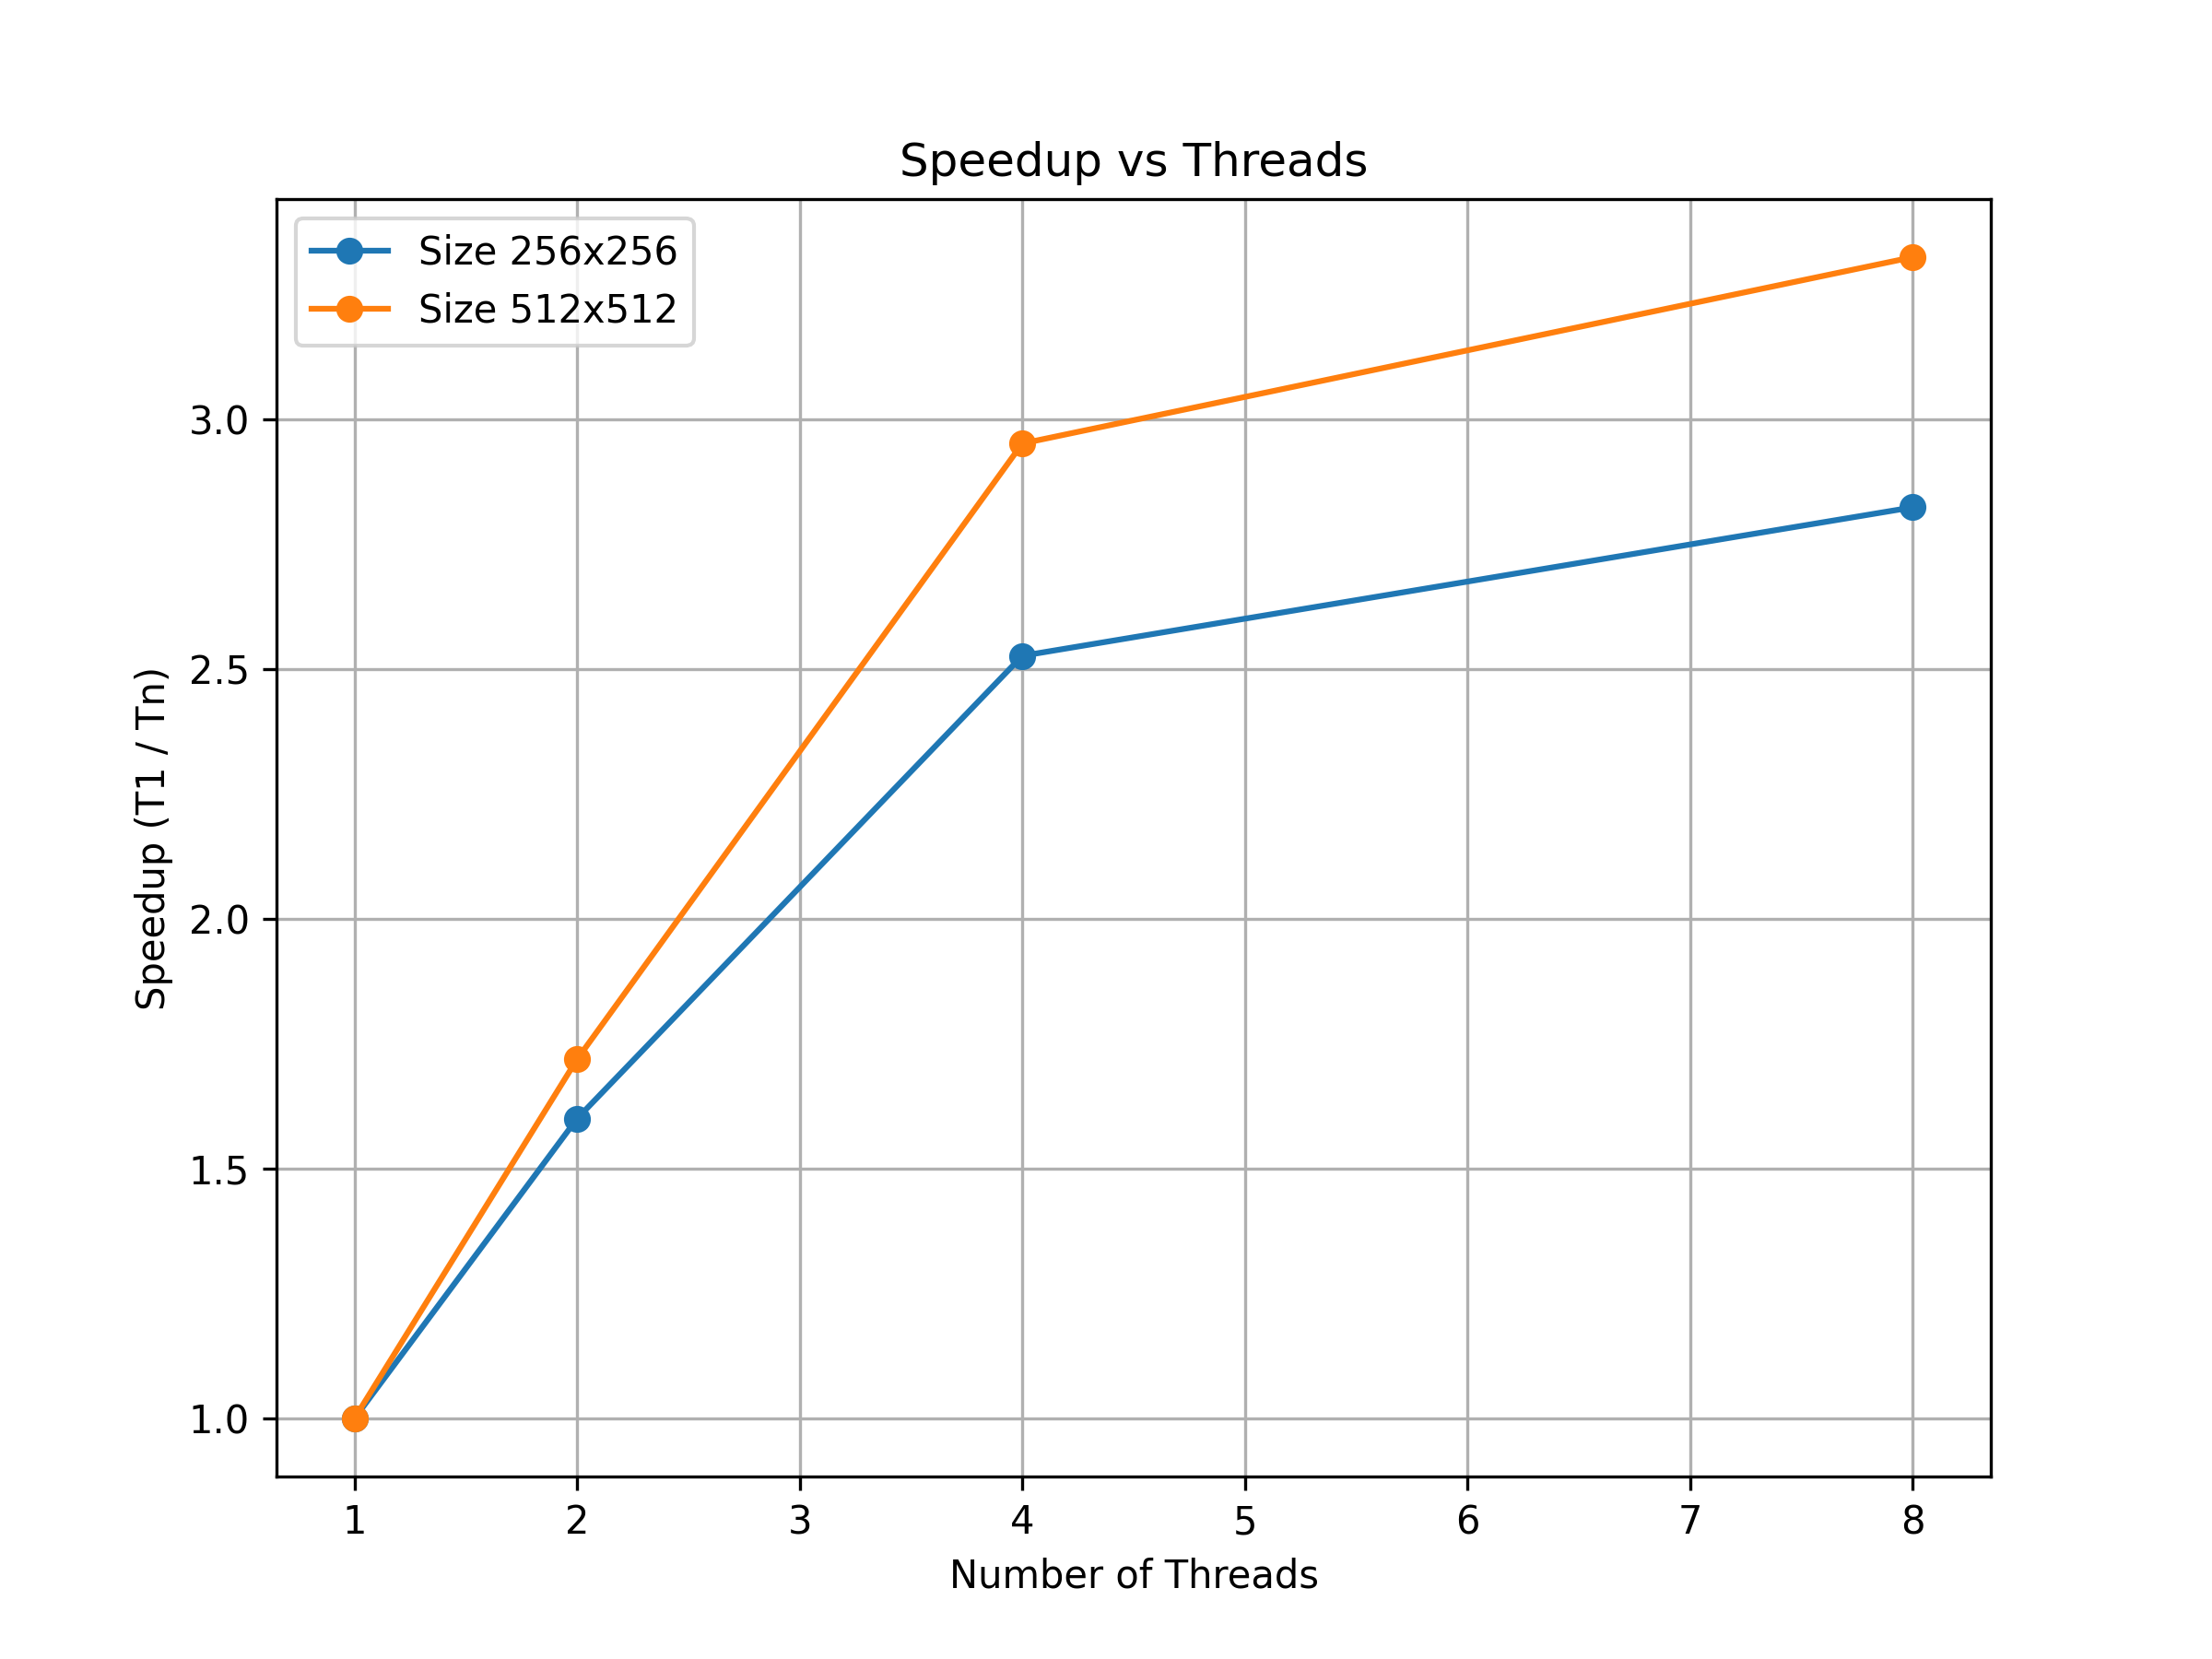 Speedup vs Threads
Size 256x256
Size 512x512
3.0
2.5
2.0
1.5
1.0
Speedup (T1 / Tn)
1 2 3 4 5 6 7 8
Number of Threads